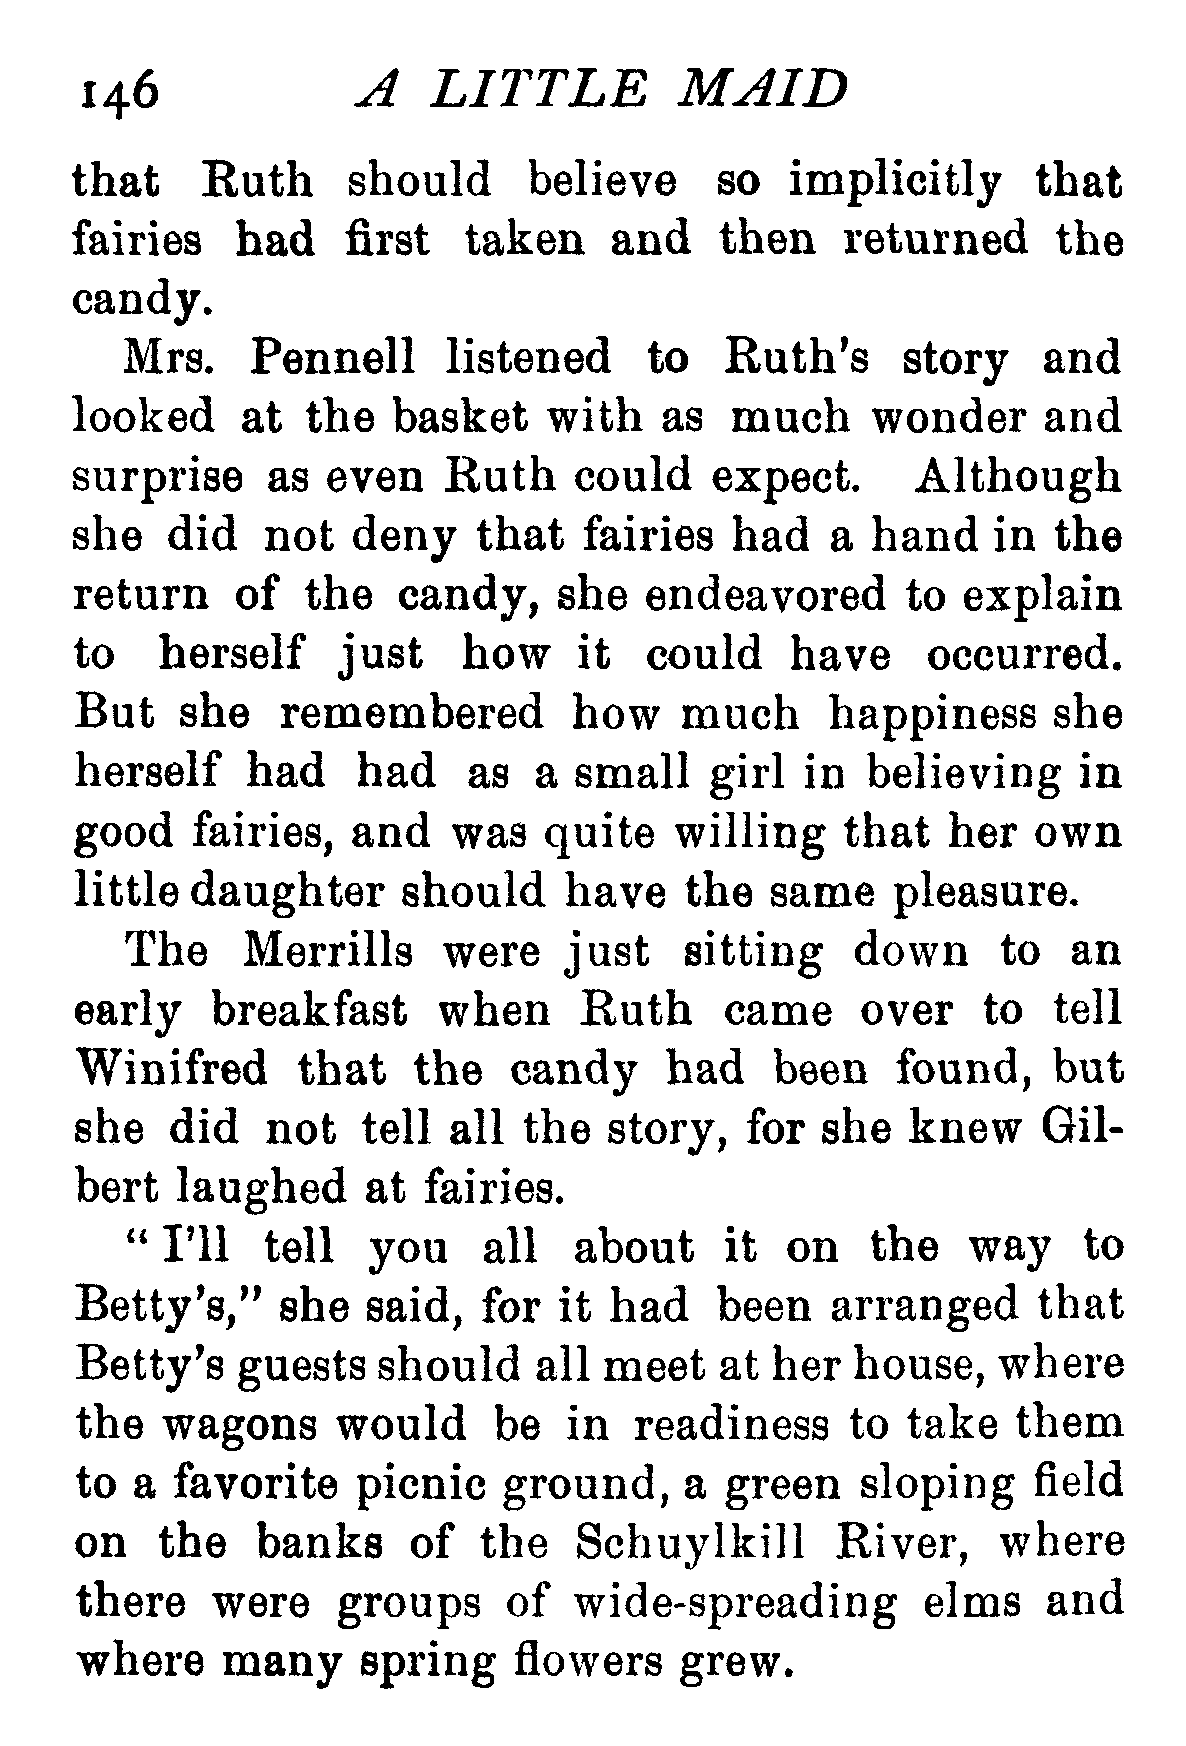 146 A LITTLE MAID
that Ruth should believe so implicitly that
fairies had first taken and then returned the
candy.
Mrs. Pennell listened to Ruth's story and
looked at the basket with as much wonder and
surprise as even Ruth could expect. Although
she did not deny that fairies had a hand in the
return of the candy, she endeavored to explain
to herself just how it could have occurred.
But she remembered how much happiness she
herself had had as a small girl in believing in
good fairies, and was quite willing that her own
little daughter should have the same pleasure.
The Merrills were just sitting down to an
early breakfast when Ruth came over to tell
Winifred that the candy had been found, but
she did not tell all the story, for she knew Gil-
bert laughed at fairies.
“ I'll tell you all about it on the way to
Betty's,” she said, for it had been arranged that
Betty's guests should all meet at her house, where
the wagons would be in readiness to take them
to a favorite picnic ground, a green sloping field
on the banks of the Schuylkill River, where
there were groups of wide-spreading elms and
where many spring flowers grew.